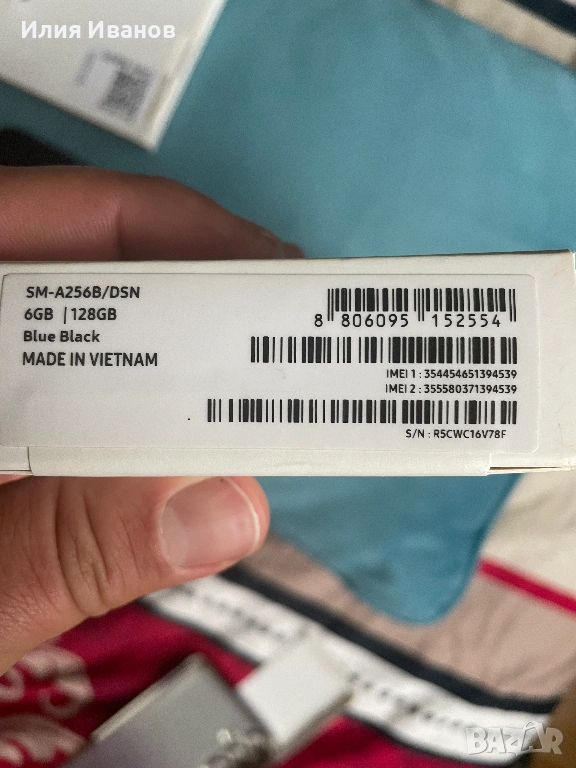 Илия Иванов
SM-A256B/DSN
6GB | 128GB
Blue Black
MADE IN VIETNAM
8 806095 152554
IMEI 1 : 354454651394539
IMEI 2 : 355580371394539
S/N : R5CWC16V78F
BAZAR